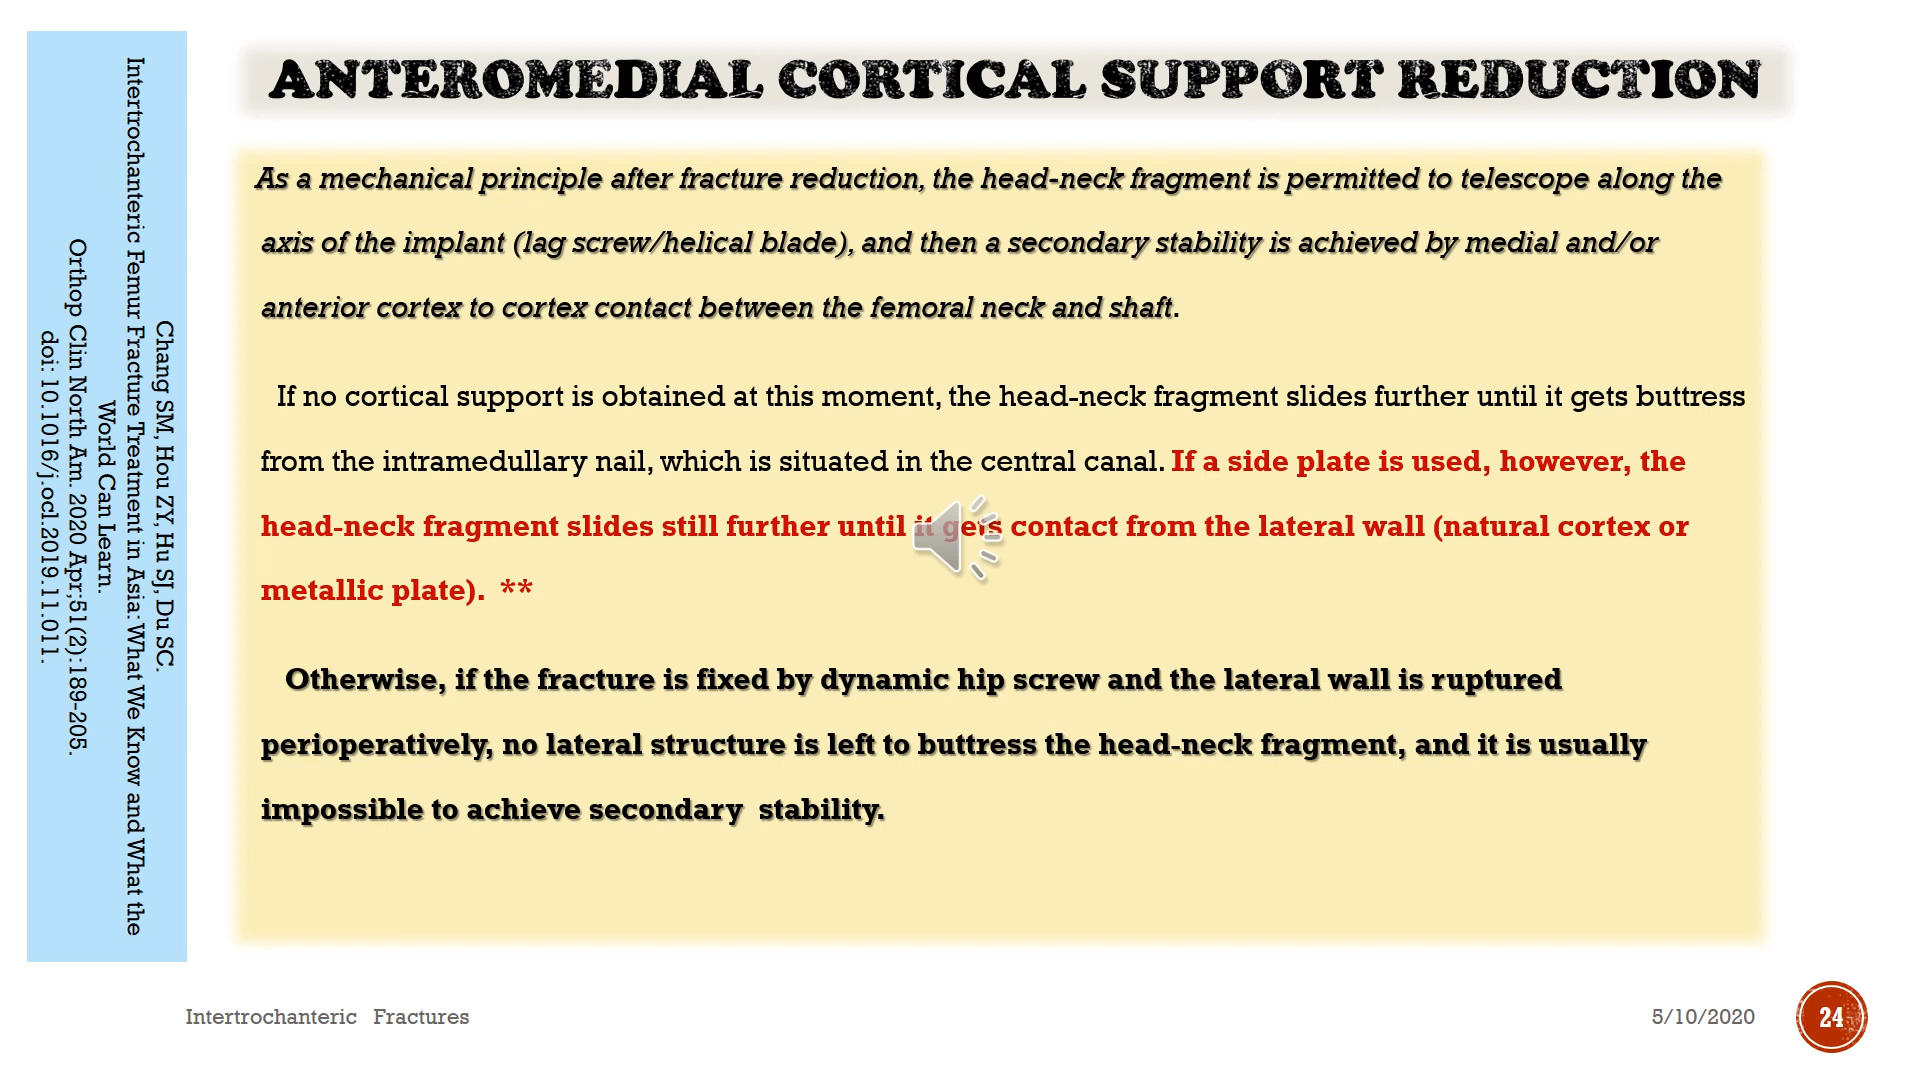 ANTEROMEDIAL CORTICAL SUPPORT REDUCTION
As a mechanical principle after fracture reduction, the head-neck fragment is permitted to telescope along the
axis of the implant (lag screw/helical blade), and then a secondary stability is achieved by medial and/or
anterior cortex to cortex contact between the femoral neck and shaft.
If no cortical support is obtained at this moment, the head-neck fragment slides further until it gets buttress
from the intramedullary nail, which is situated in the central canal. If a side plate is used, however, the
head-neck fragment slides still further until it gets contact from the lateral wall (natural cortex or
metallic plate). **
Otherwise, if the fracture is fixed by dynamic hip screw and the lateral wall is ruptured
perioperatively, no lateral structure is left to buttress the head-neck fragment, and it is usually
impossible to achieve secondary stability.
Chang SM, Hou ZY, Hu SJ, Du SC.
Intertrochanteric Femur Fracture Treatment in Asia: What We Know and What the
World Can Learn.
Orthop Clin North Am. 2020 Apr;51(2):189-205.
doi: 10.1016/j.ocl.2019.11.011.
Intertrochanteric Fractures
5/10/2020
24